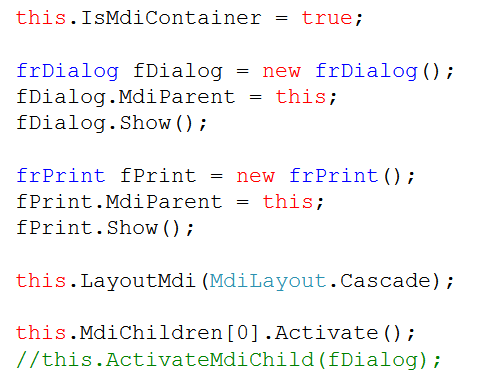 this.IsMdiContainer = true;
frDialog fDialog = new frDialog();
fDialog.MdiParent = this;
fDialog.Show();
frPrint fPrint = new frPrint();
fPrint.MdiParent = this;
fPrint.Show();
this.LayoutMdi(MdiLayout.Cascade);
this.MdiChildren[0].Activate();
//this.ActivateMdiChild(fDialog);